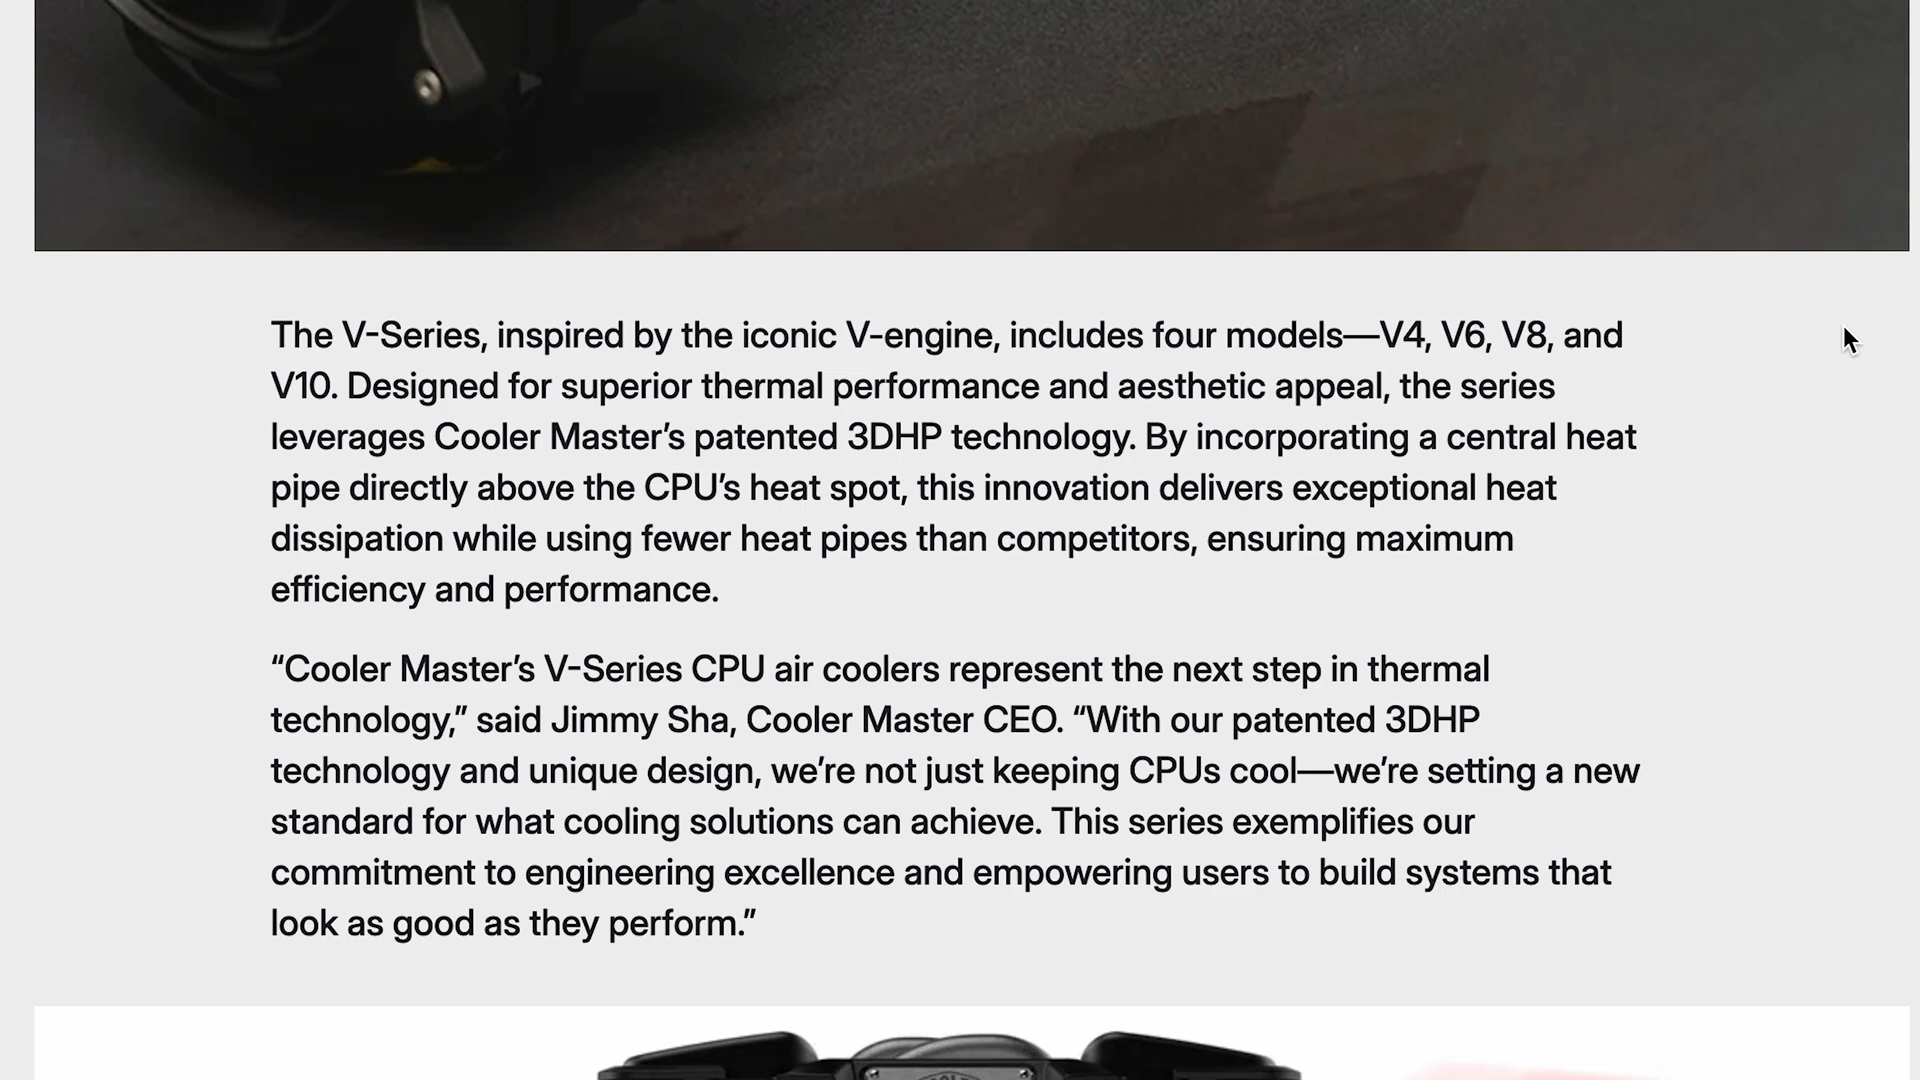 The V-Series, inspired by the iconic V-engine, includes four models—V4, V6, V8, and
V10. Designed for superior thermal performance and aesthetic appeal, the series
leverages Cooler Master’s patented 3DHP technology. By incorporating a central heat
pipe directly above the CPU’s heat spot, this innovation delivers exceptional heat
dissipation while using fewer heat pipes than competitors, ensuring maximum
efficiency and performance.
“Cooler Master’s V-Series CPU air coolers represent the next step in thermal
technology,” said Jimmy Sha, Cooler Master CEO. “With our patented 3DHP
technology and unique design, we’re not just keeping CPUs cool—we’re setting a new
standard for what cooling solutions can achieve. This series exemplifies our
commitment to engineering excellence and empowering users to build systems that
look as good as they perform.”